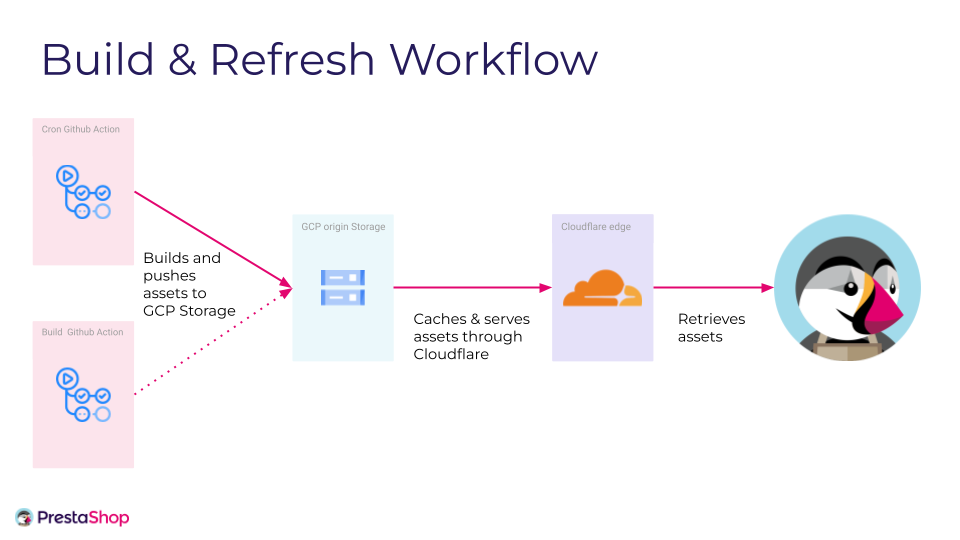 Build & Refresh Workflow
Cron Github Action
Builds and
pushes
assets to
GCP Storage
Build  Github Action
GCP origin Storage
Caches & serves
assets through
Cloudflare
Cloudflare edge
Retrieves
assets
PrestaShop